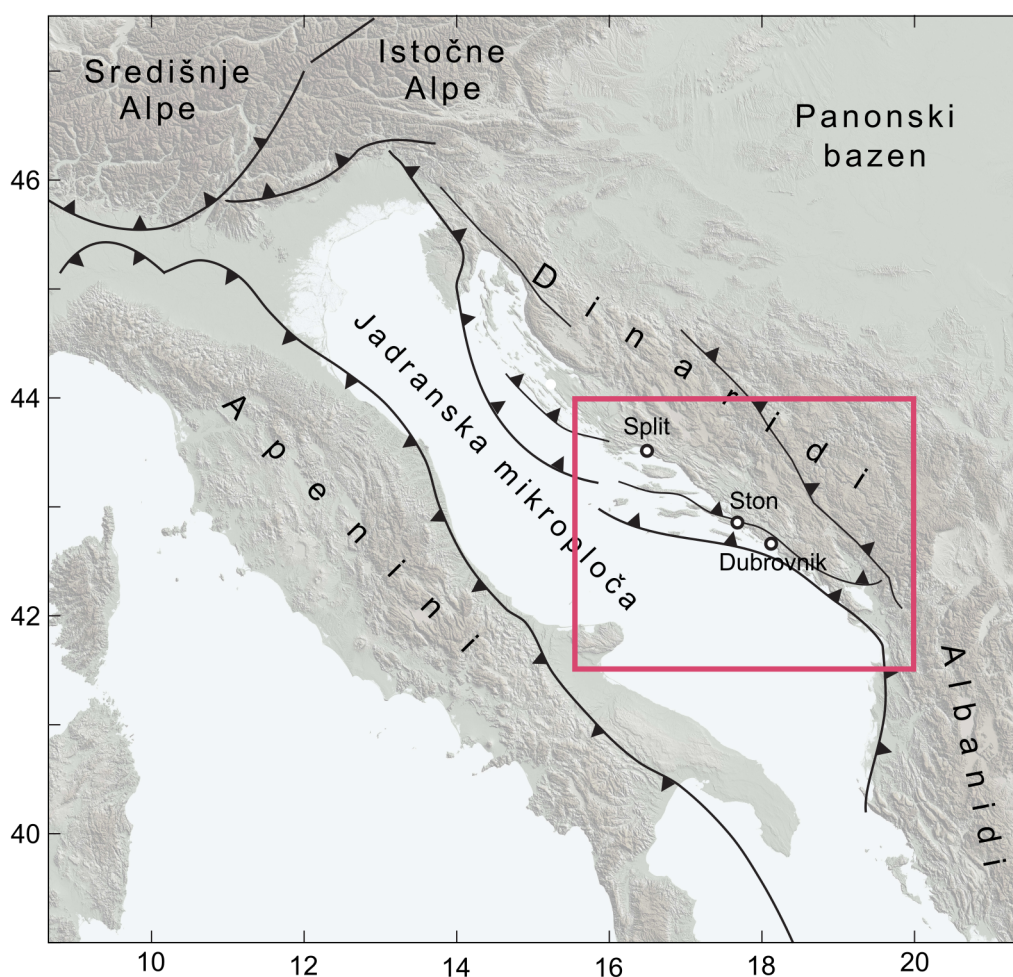 Središnje
Alpe
Istočne
Alpe
Panonski
bazen
46
Dinaridi
Jadranska mikroploča
44
Apenini
Split
Ston
Dubrovnik
42
Albanidi
40
10
12
14
16
18
20